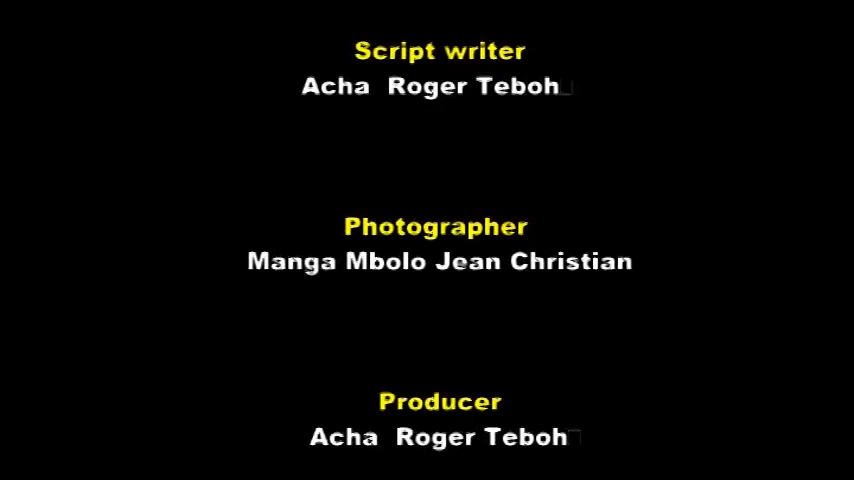 Script writer
Acha  Roger Teboh
Photographer
Manga Mbolo Jean Christian
Producer
Acha  Roger Teboh